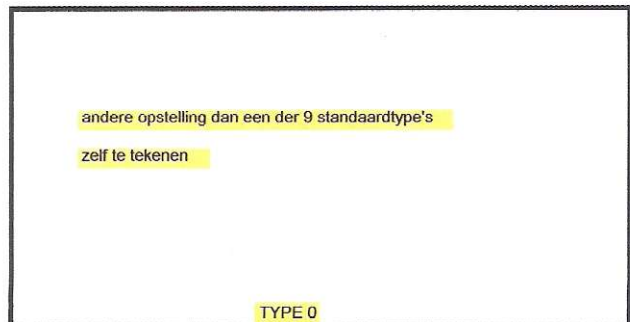 andere opstelling dan een der 9 standaardtype's
zelf te tekenen
TYPE 0